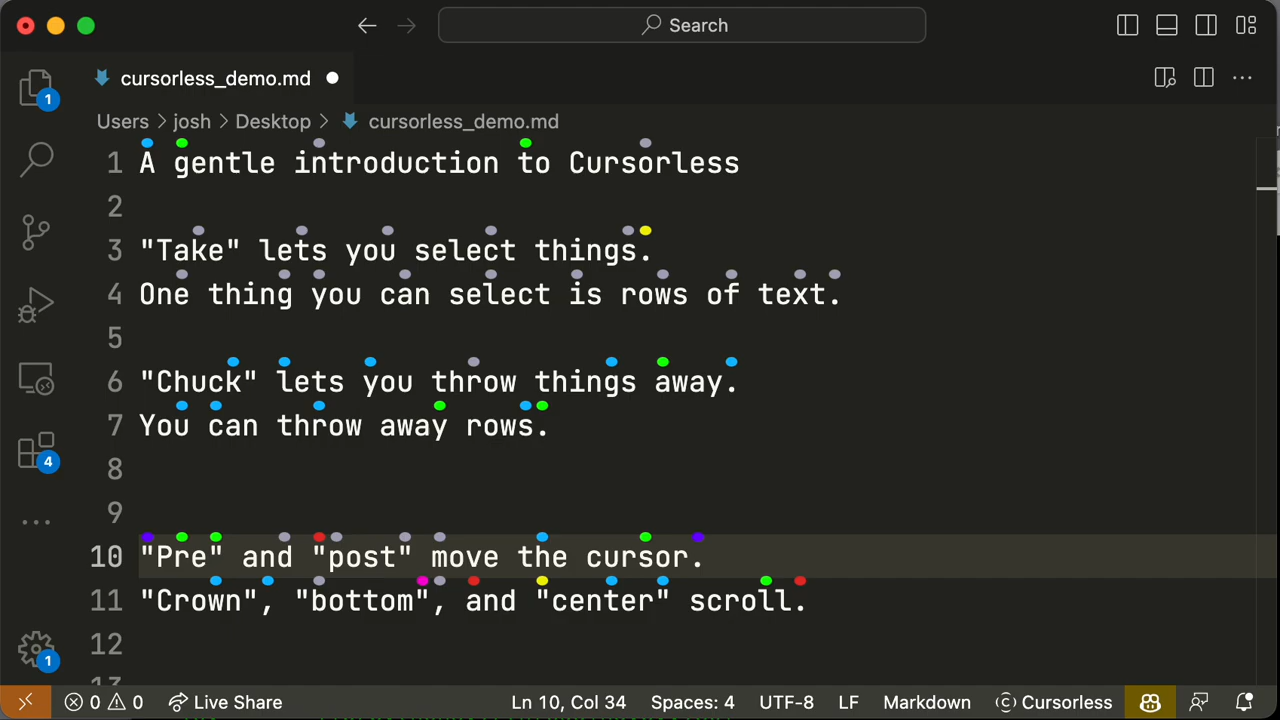 Search
cursorless_demo.md
1
Users > josh > Desktop > cursorless_demo.md
1 A gentle introduction to Cursorless
2
3 "Take" lets you select things.
4 One thing you can select is rows of text.
5
6 "Chuck" lets you throw things away.
7 You can throw away rows.
4
8
9
10 "Pre" and "post" move the cursor.
11 "Crown", "bottom", and "center" scroll.
12
1
0 0 Live Share Ln 10, Col 34 Spaces: 4 UTF-8 LF Markdown Cursorless